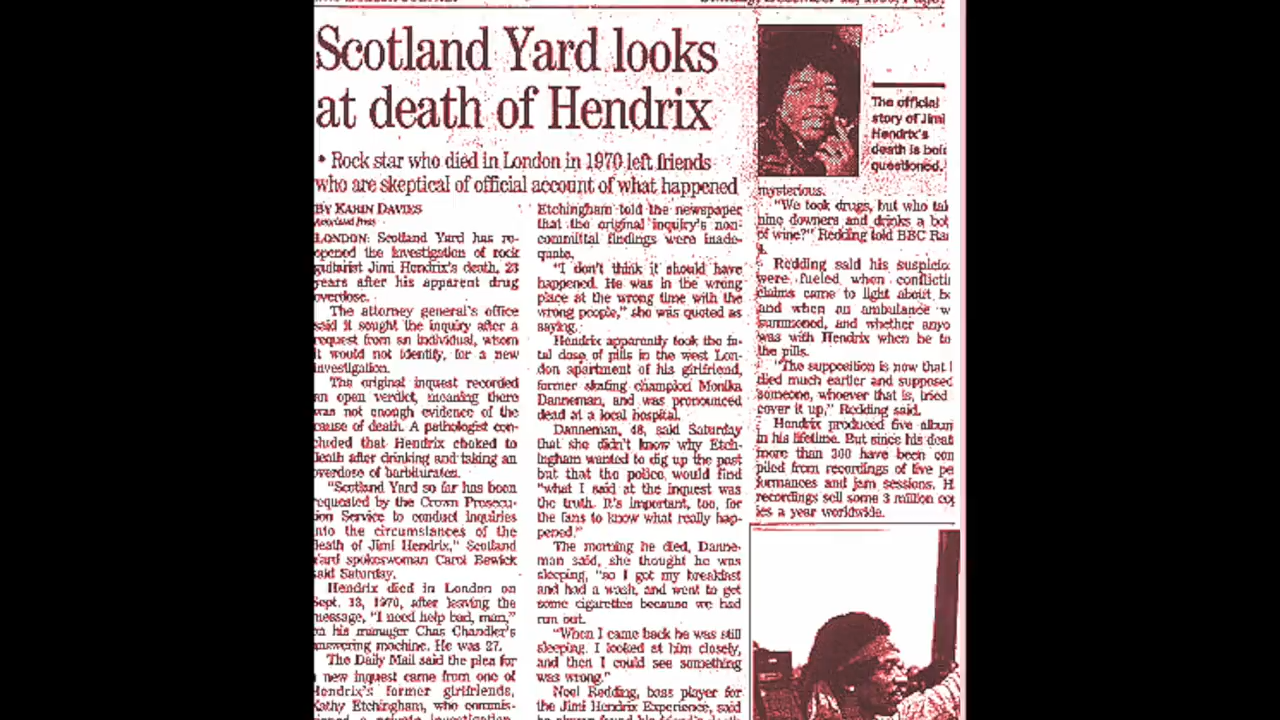 Scotland Yard looks
at death of Hendrix
• Rock star who died in London in 1970 left friends
who are skeptical of official account of what happened
BY KARIN DAVIES
Associated Press
LONDON: Scotland Yard has re-
opened the investigation of rock
guitarist Jimi Hendrix's death, 23
years after his apparent drug
overdose.
The attorney general's office
said it sought the inquiry after a
request from an individual, whom
it would not identify, for a new
investigation.
The original inquest recorded
an open verdict, meaning there
was not enough evidence of the
cause of death. A pathologist con-
cluded that Hendrix choked to
death after drinking and taking an
overdose of barbiturates.
"Scotland Yard so far has been
requested by the Crown Prosecu-
ion Service to conduct inquiries
into the circumstances of the
death of Jimi Hendrix," Scotland
Yard spokeswoman Carol Bewick
said Saturday.
Hendrix died in London on
Sept. 18, 1970, after leaving the
message, "I need help bad, man,"
on his manager Chas Chandler's
answering machine. He was 27.
The Daily Mail said the plea for
a new inquest came from one of
Hendrix's former girlfriends,
Kathy Etchingham, who commis-
sioned a private investigation.
Etchingham told the newspaper
that the original inquiry's non-
committal findings were inade-
quate.
"I don't think it should have
happened. He was in the wrong
place at the wrong time with the
wrong people," she was quoted as
saying.
Hendrix apparently took the fa-
tal dose of pills in the west Lon-
don apartment of his girlfriend,
former skating champion Monika
Danneman, and was pronounced
dead at a local hospital.
Danneman, 48, said Saturday
that she didn't know why Etch-
ingham wanted to dig up the past
but that the police would find
"what I said at the inquest was
the truth. It's important, too, for
the fans to know what really hap-
pened."
The morning he died, Danne-
man said, she thought he was
sleeping, "so I got my breakfast
and had a wash, and went to get
some cigarettes because we had
run out.
"When I came back he was still
sleeping. I looked at him closely,
and then I could see something
was wrong."
Noel Redding, bass player for
the Jimi Hendrix Experience, said
The official
story of Jimi
Hendrix's
death is bei
questioned.
mysterious.
"We took drugs, but who tal
nine downers and drinks a bot
of wine?" Redding told BBC Ra
Redding said his suspicio
were fueled when conflicti
claims came to light about
and when an ambulance w
summoned, and whether anyo
was with Hendrix when he to
the pills.
"The supposition is now that
died much earlier and supposed
someone, whoever that is, tried
cover it up," Redding said.
Hendrix produced five album
in his lifetime. But since his deat
more than 300 have been com
piled from recordings of live pe
formances and jam sessions. H
recordings sell some 3 million cop
ies a year worldwide.